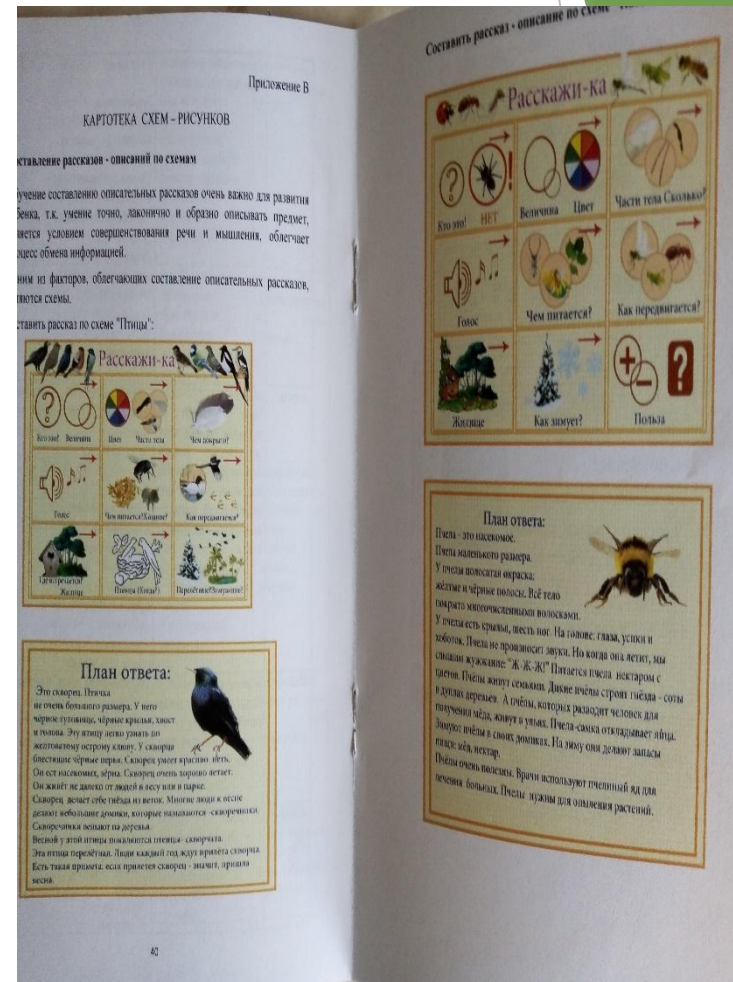 Приложение В
КАРТОТЕКА СХЕМ – РИСУНКОВ
ставление рассказов - описаний по схемам
учение составлению описательных рассказов очень важно для развития
бенка, т.к. умение точно, лаконично и образно описывать предмет,
яется условием совершенствования речи и мышления, облегчает
оцесс обмена информацией.
ним из факторов, облегчающих составление описательных рассказов,
яются схемы.
ставить рассказ по схеме "Птицы":
Расскажи-ка
Кто это? Величина
Цвет Части тела
Чем покрыто?
Голос
Чем питается? Хищное?
Как передвигается?
Где живет?
Жилище
Птенцы (Когда?)
Перелётные? Зимующие?
План ответа:
Это скворец. Птичка
не очень большого размера. У него
чёрное туловище, чёрные крылья, хвост
и голова. Эту птицу легко узнать по
желтоватому острому клюву. У скворца
блестящие чёрные перья. Скворец умеет красиво петь.
Он ест насекомых, зёрна. Скворец очень хорошо летает.
Он живёт не далеко от людей в лесу или в парке.
Скворец делает себе гнёзда из веток. Многие люди к весне
делают небольшие домики, которые называются -скворечники.
Скворечники вешают на деревья.
Весной у этой птицы появляются птенцы- скворчата.
Эта птица перелётная. Люди каждый год ждут прилёта скворца.
Есть такая примета: если прилетел скворец - значит, пришла
весна.
40
Составить рассказ - описание по схеме
Расскажи-ка
Кто это? НЕТ
Величина Цвет
Части тела Сколько?
Голос
Чем питается?
Как передвигается?
Жилище
Как зимует?
Польза
План ответа:
Пчела - это насекомое.
Пчела маленького размера.
У пчелы полосатая окраска:
жёлтые и чёрные полосы. Всё тело
покрыто многочисленными волосками.
У пчелы есть крылья, шесть ног. На голове: глаза, усики и
хоботок. Пчела не произносит звуки. Но когда она летит, мы
слышим жужжание: "Ж-Ж-Ж!" Питается пчела нектаром с
цветов. Пчёлы живут семьями. Дикие пчёлы строят гнёзда - соты
в дуплах деревьев. А пчёлы, которых разводит человек для
получения мёда, живут в ульях. Пчела-самка откладывает яйца.
Зимуют пчёлы в своих домиках. На зиму они делают запасы
пищи: мёд, нектар.
Пчёлы очень полезны. Врачи используют пчелиный яд для
лечения больных. Пчелы нужны для опыления растений.